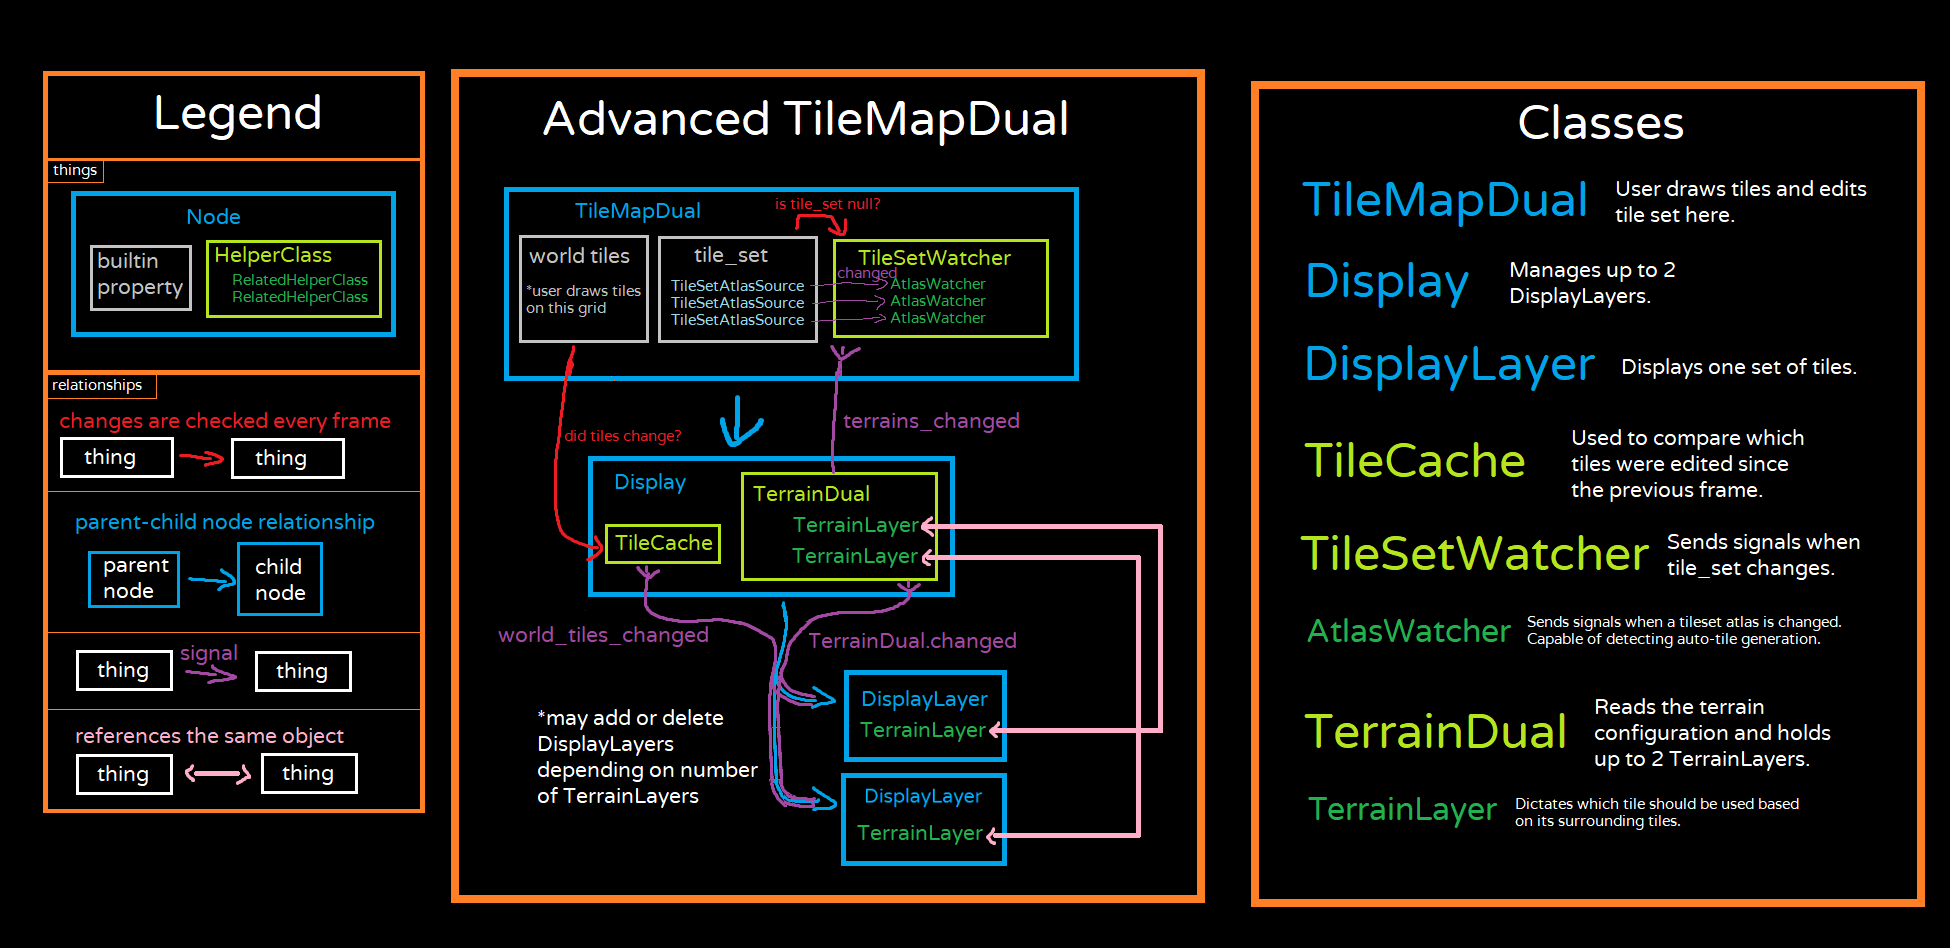 Legend
things
Node
builtin
property
HelperClass
RelatedHelperClass
RelatedHelperClass
relationships
changes are checked every frame
thing
thing
parent-child node relationship
parent
node
child
node
thing
signal
thing
references the same object
thing
thing
Advanced TileMapDual
TileMapDual
is tile_set null?
world tiles
*user draws tiles
on this grid
tile_set
TileSetAtlasSource
TileSetAtlasSource
TileSetAtlasSource
TileSetWatcher
changed
AtlasWatcher
AtlasWatcher
AtlasWatcher
did tiles change?
terrains_changed
Display
TileCache
TerrainDual
TerrainLayer
TerrainLayer
world_tiles_changed
TerrainDual.changed
*may add or delete
DisplayLayers
depending on number
of TerrainLayers
DisplayLayer
TerrainLayer
DisplayLayer
TerrainLayer
Classes
TileMapDual
User draws tiles and edits
tile set here.
Display
Manages up to 2
DisplayLayers.
DisplayLayer
Displays one set of tiles.
TileCache
Used to compare which
tiles were edited since
the previous frame.
TileSetWatcher
Sends signals when
tile_set changes.
AtlasWatcher
Sends signals when a tileset atlas is changed.
Capable of detecting auto-tile generation.
TerrainDual
Reads the terrain
configuration and holds
up to 2 TerrainLayers.
TerrainLayer
Dictates which tile should be used based
on its surrounding tiles.